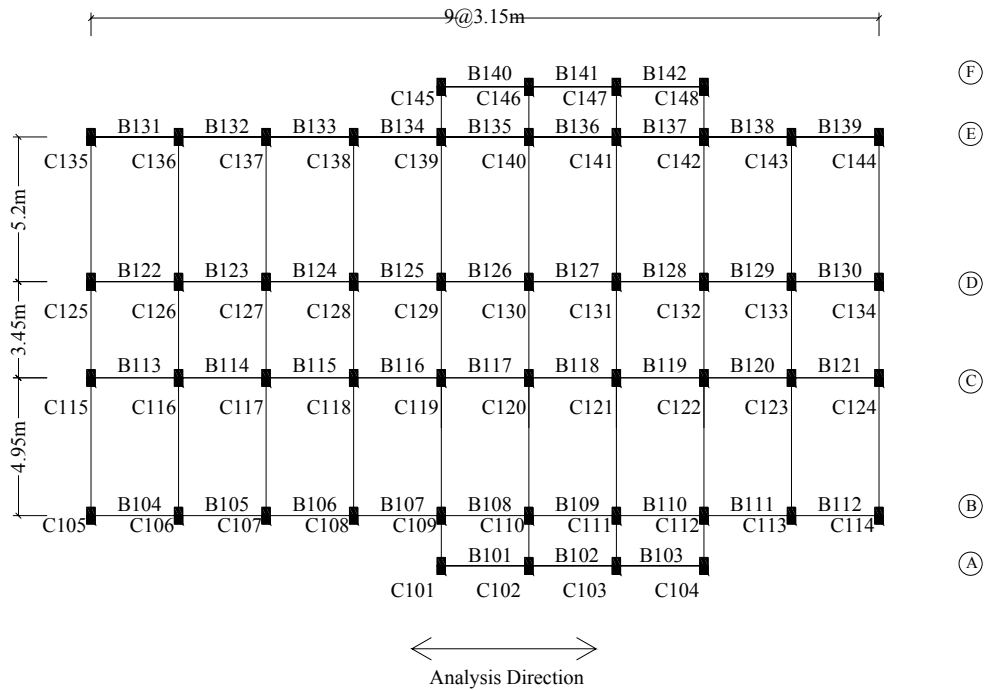 9@3.15m
B140 B141 B142 F
C145 C146 C147 C148
B131 B132 B133 B134 B135 B136 B137 B138 B139 E
C135 C136 C137 C138 C139 C140 C141 C142 C143 C144
5.2m
B122 B123 B124 B125 B126 B127 B128 B129 B130 D
C125 C126 C127 C128 C129 C130 C131 C132 C133 C134
3.45m
B113 B114 B115 B116 B117 B118 B119 B120 B121 C
C115 C116 C117 C118 C119 C120 C121 C122 C123 C124
4.95m
B104 B105 B106 B107 B108 B109 B110 B111 B112 B
C105 C106 C107 C108 C109 C110 C111 C112 C113 C114
B101 B102 B103 A
C101 C102 C103 C104
Analysis Direction